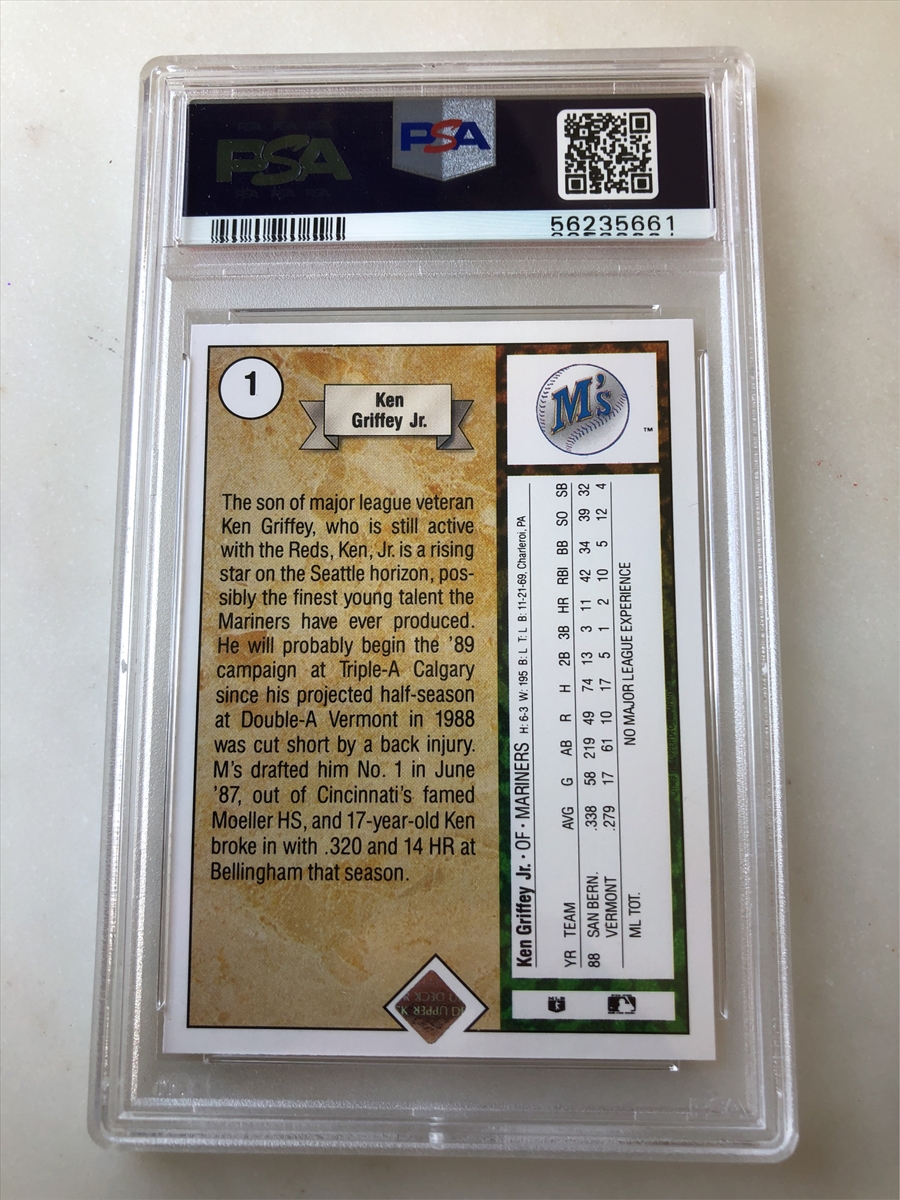 PSA
PSA
56235661
1
Ken
Griffey Jr.
The son of major league veteran
Ken Griffey, who is still active
with the Reds, Ken, Jr. is a rising
star on the Seattle horizon, pos-
sibly the finest young talent the
Mariners have ever produced.
He will probably begin the '89
campaign at Triple-A Calgary
since his projected half-season
at Double-A Vermont in 1988
was cut short by a back injury.
M's drafted him No. 1 in June
'87, out of Cincinnati's famed
Moeller HS, and 17-year-old Ken
broke in with .320 and 14 HR at
Bellingham that season.
M's
™
Ken Griffey Jr. • OF • MARINERS H: 6-3 W: 195 B: L T: L B: 11-21-69, Charleroi, PA
YR TEAM AVG G AB R H 2B 3B HR RBI BB SO SB
88 SAN BERN. .338 58 219 49 74 13 3 11 42 34 39 32
VERMONT .279 17 61 10 17 5 1 2 10 5 12 4
ML TOT. NO MAJOR LEAGUE EXPERIENCE
UPPER
DECK